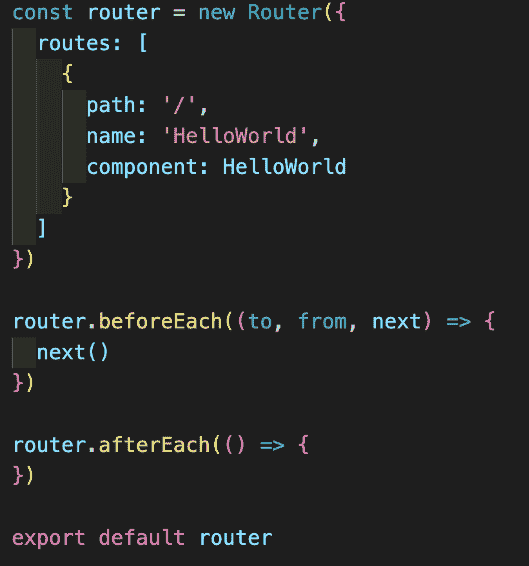 const router = new Router({
  routes: [
    {
      path: '/',
      name: 'HelloWorld',
      component: HelloWorld
    }
  ]
})

router.beforeEach((to, from, next) => {
  next()
})

router.afterEach(() => {
})

export default router